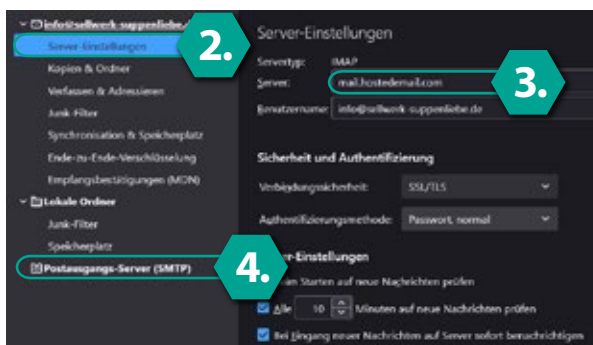 info@sellwerk-suppenliebe.
Server-Einstellungen
Kopien & Ordner
Verfassen & Adressieren
Junk-Filter
Synchronisation & Speicherplatz
Ende-zu-Ende-Verschlüsselung
Empfangsbestätigungen (MDN)
Lokale Ordner
Junk-Filter
Speicherplatz
Postausgangs-Server (SMTP)
2.
4.
Server-Einstellungen
Servertyp: IMAP
Server: mail.hostedemail.com
3.
Benutzername: info@sellwerk-suppenliebe.de
Sicherheit und Authentifizierung
Verbindungssicherheit: SSL/TLS
Authentifizierungsmethode: Passwort, normal
er-Einstellungen
im Starten auf neue Nachrichten prüfen
Alle 10 Minuten auf neue Nachrichten prüfen
Bei Eingang neuer Nachrichten auf Server sofort benachrichtigen